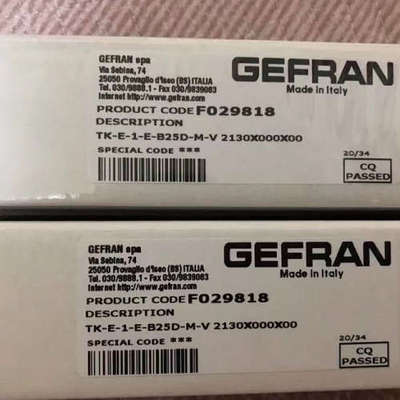 GEFRAN spa
Via Sebina, 74
25050 Provaglio d'Iseo (BS) ITALIA
Tel. 030/9888.1 - Fax 030/9839063
Internet http://www.gefran.com
GEFRAN
Made in Italy
PRODUCT CODE F029818
DESCRIPTION
TK-E-1-E-B25D-M-V 2130X000X00
SPECIAL CODE ***
20/34
CQ
PASSED
GEFRAN spa
Via Sebina, 74
25050 Provaglio d'Iseo (BS) ITALIA
Tel. 030/9888.1 - Fax 030/9839063
Internet http://www.gefran.com
GEFRAN
Made in Italy
PRODUCT CODE F029818
DESCRIPTION
TK-E-1-E-B25D-M-V 2130X000X00
SPECIAL CODE ***
20/34
CQ
PASSED